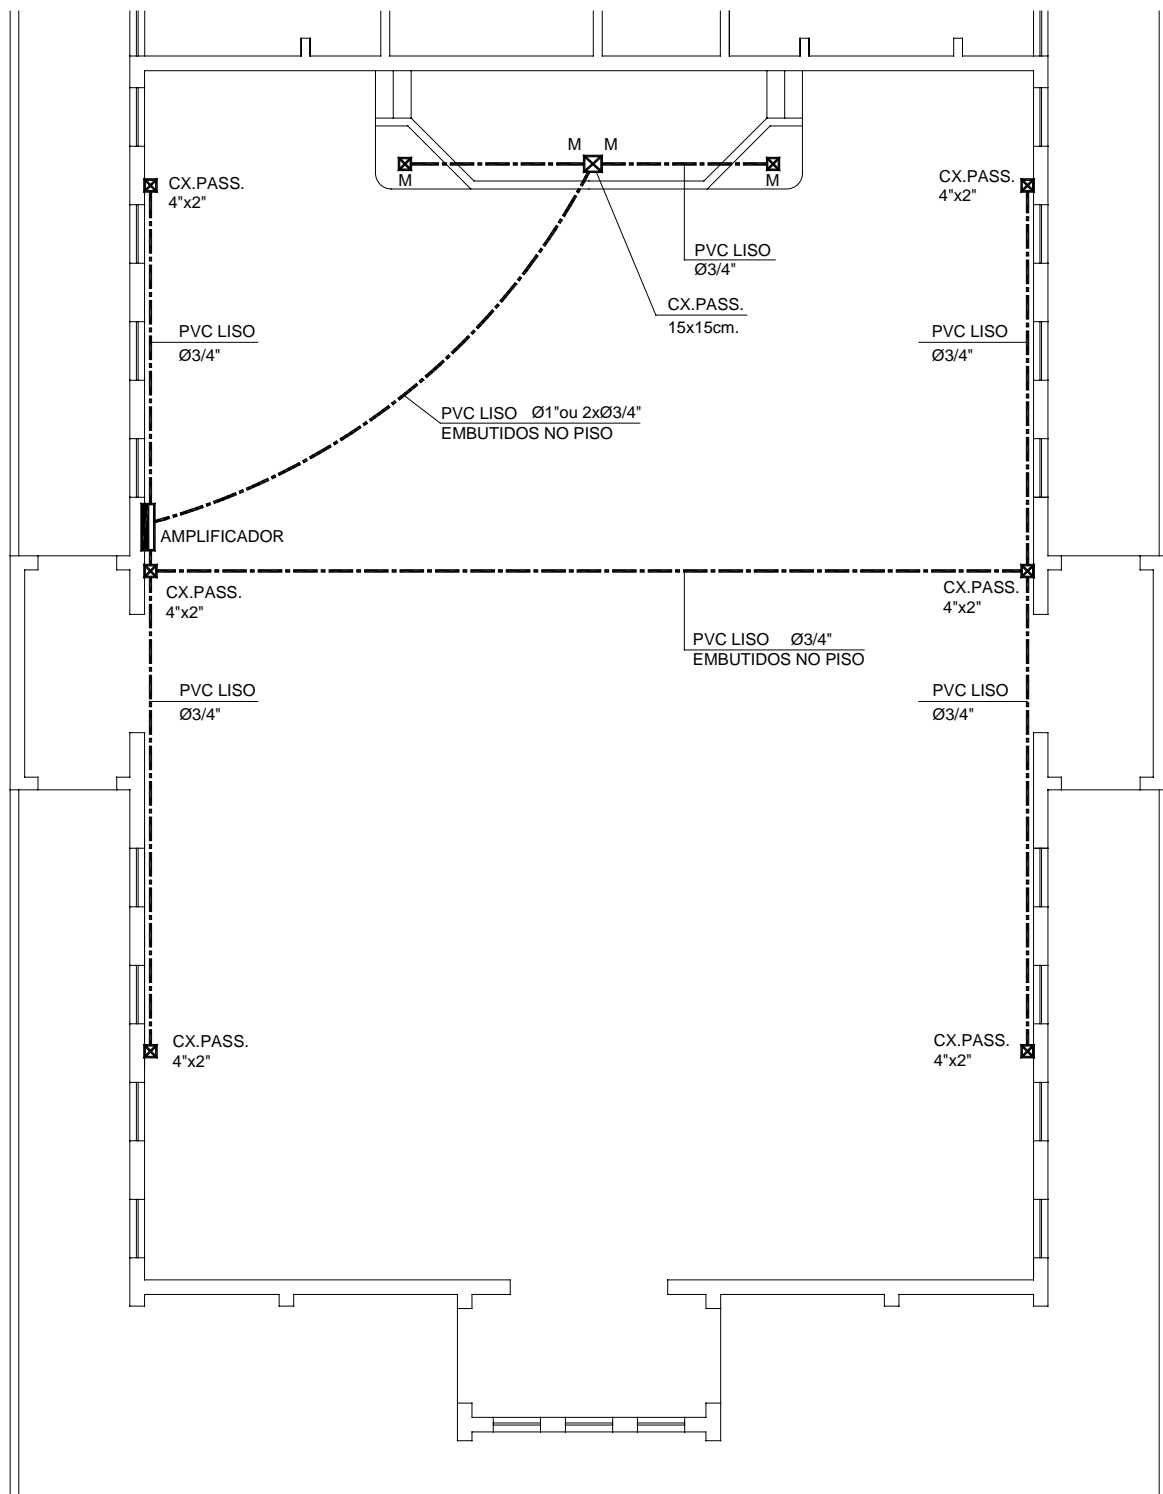 M M
M
M
CX.PASS.
4"x2"
CX.PASS.
4"x2"
PVC LISO
Ø3/4"
CX.PASS.
15x15cm.
PVC LISO
Ø3/4"
PVC LISO
Ø3/4"
PVC LISO Ø1"ou 2xØ3/4"
EMBUTIDOS NO PISO
AMPLIFICADOR
CX.PASS.
4"x2"
CX.PASS.
4"x2"
PVC LISO Ø3/4"
EMBUTIDOS NO PISO
PVC LISO
Ø3/4"
PVC LISO
Ø3/4"
CX.PASS.
4"x2"
CX.PASS.
4"x2"